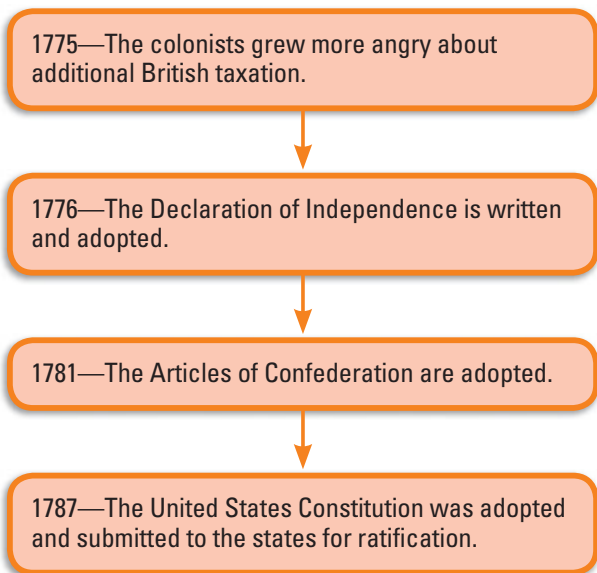 1775—The colonists grew more angry about
additional British taxation.
1776—The Declaration of Independence is written
and adopted.
1781—The Articles of Confederation are adopted.
1787—The United States Constitution was adopted
and submitted to the states for ratification.